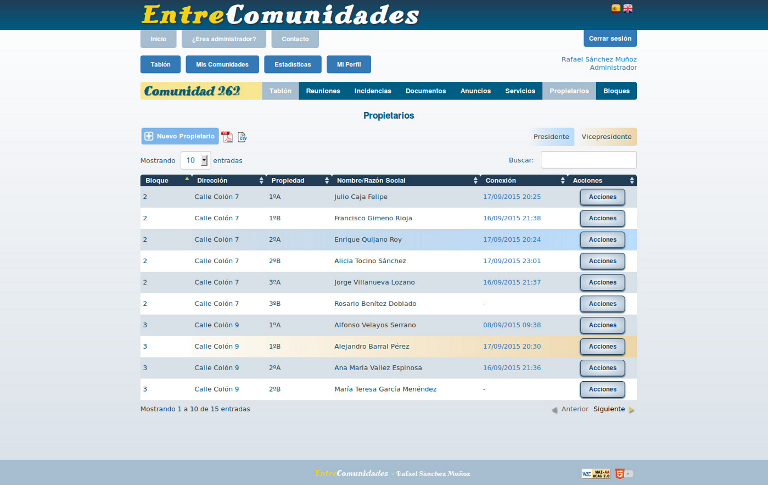 EntreComunidades
Inicio ¿Eres administrador? Contacto Cerrar sesión
Tablón Mis Comunidades Estadísticas Mi Perfil
Rafael Sánchez Muñoz
Administrador
Comunidad 262 Tablón Reuniones Incidencias Documentos Anuncios Servicios Propietarios Bloques
Propietarios
Nuevo Propietario Presidente Vicepresidente
Mostrando 10 entradas Buscar:
Bloque Dirección Propiedad Nombre/Razón Social Conexión Acciones
2 Calle Colón 7 1ºA Julio Caja Felipe 17/09/2015 20:25 Acciones
2 Calle Colón 7 1ºB Francisco Gimeno Rioja 16/09/2015 21:38 Acciones
2 Calle Colón 7 2ºA Enrique Quijano Roy 17/09/2015 20:24 Acciones
2 Calle Colón 7 2ºB Alicia Tocino Sánchez 17/09/2015 23:01 Acciones
2 Calle Colón 7 3ºA Jorge Villanueva Lozano 16/09/2015 21:37 Acciones
2 Calle Colón 7 3ºB Rosario Benítez Doblado - Acciones
3 Calle Colón 9 1ºA Alfonso Velayos Serrano 08/09/2015 09:38 Acciones
3 Calle Colón 9 1ºB Alejandro Barral Pérez 17/09/2015 20:30 Acciones
3 Calle Colón 9 2ºA Ana María Vallez Espinosa 16/09/2015 21:36 Acciones
3 Calle Colón 9 2ºB María Teresa García Menéndez - Acciones
Mostrando 1 a 10 de 15 entradas Anterior Siguiente
EntreComunidades - Rafael Sánchez Muñoz